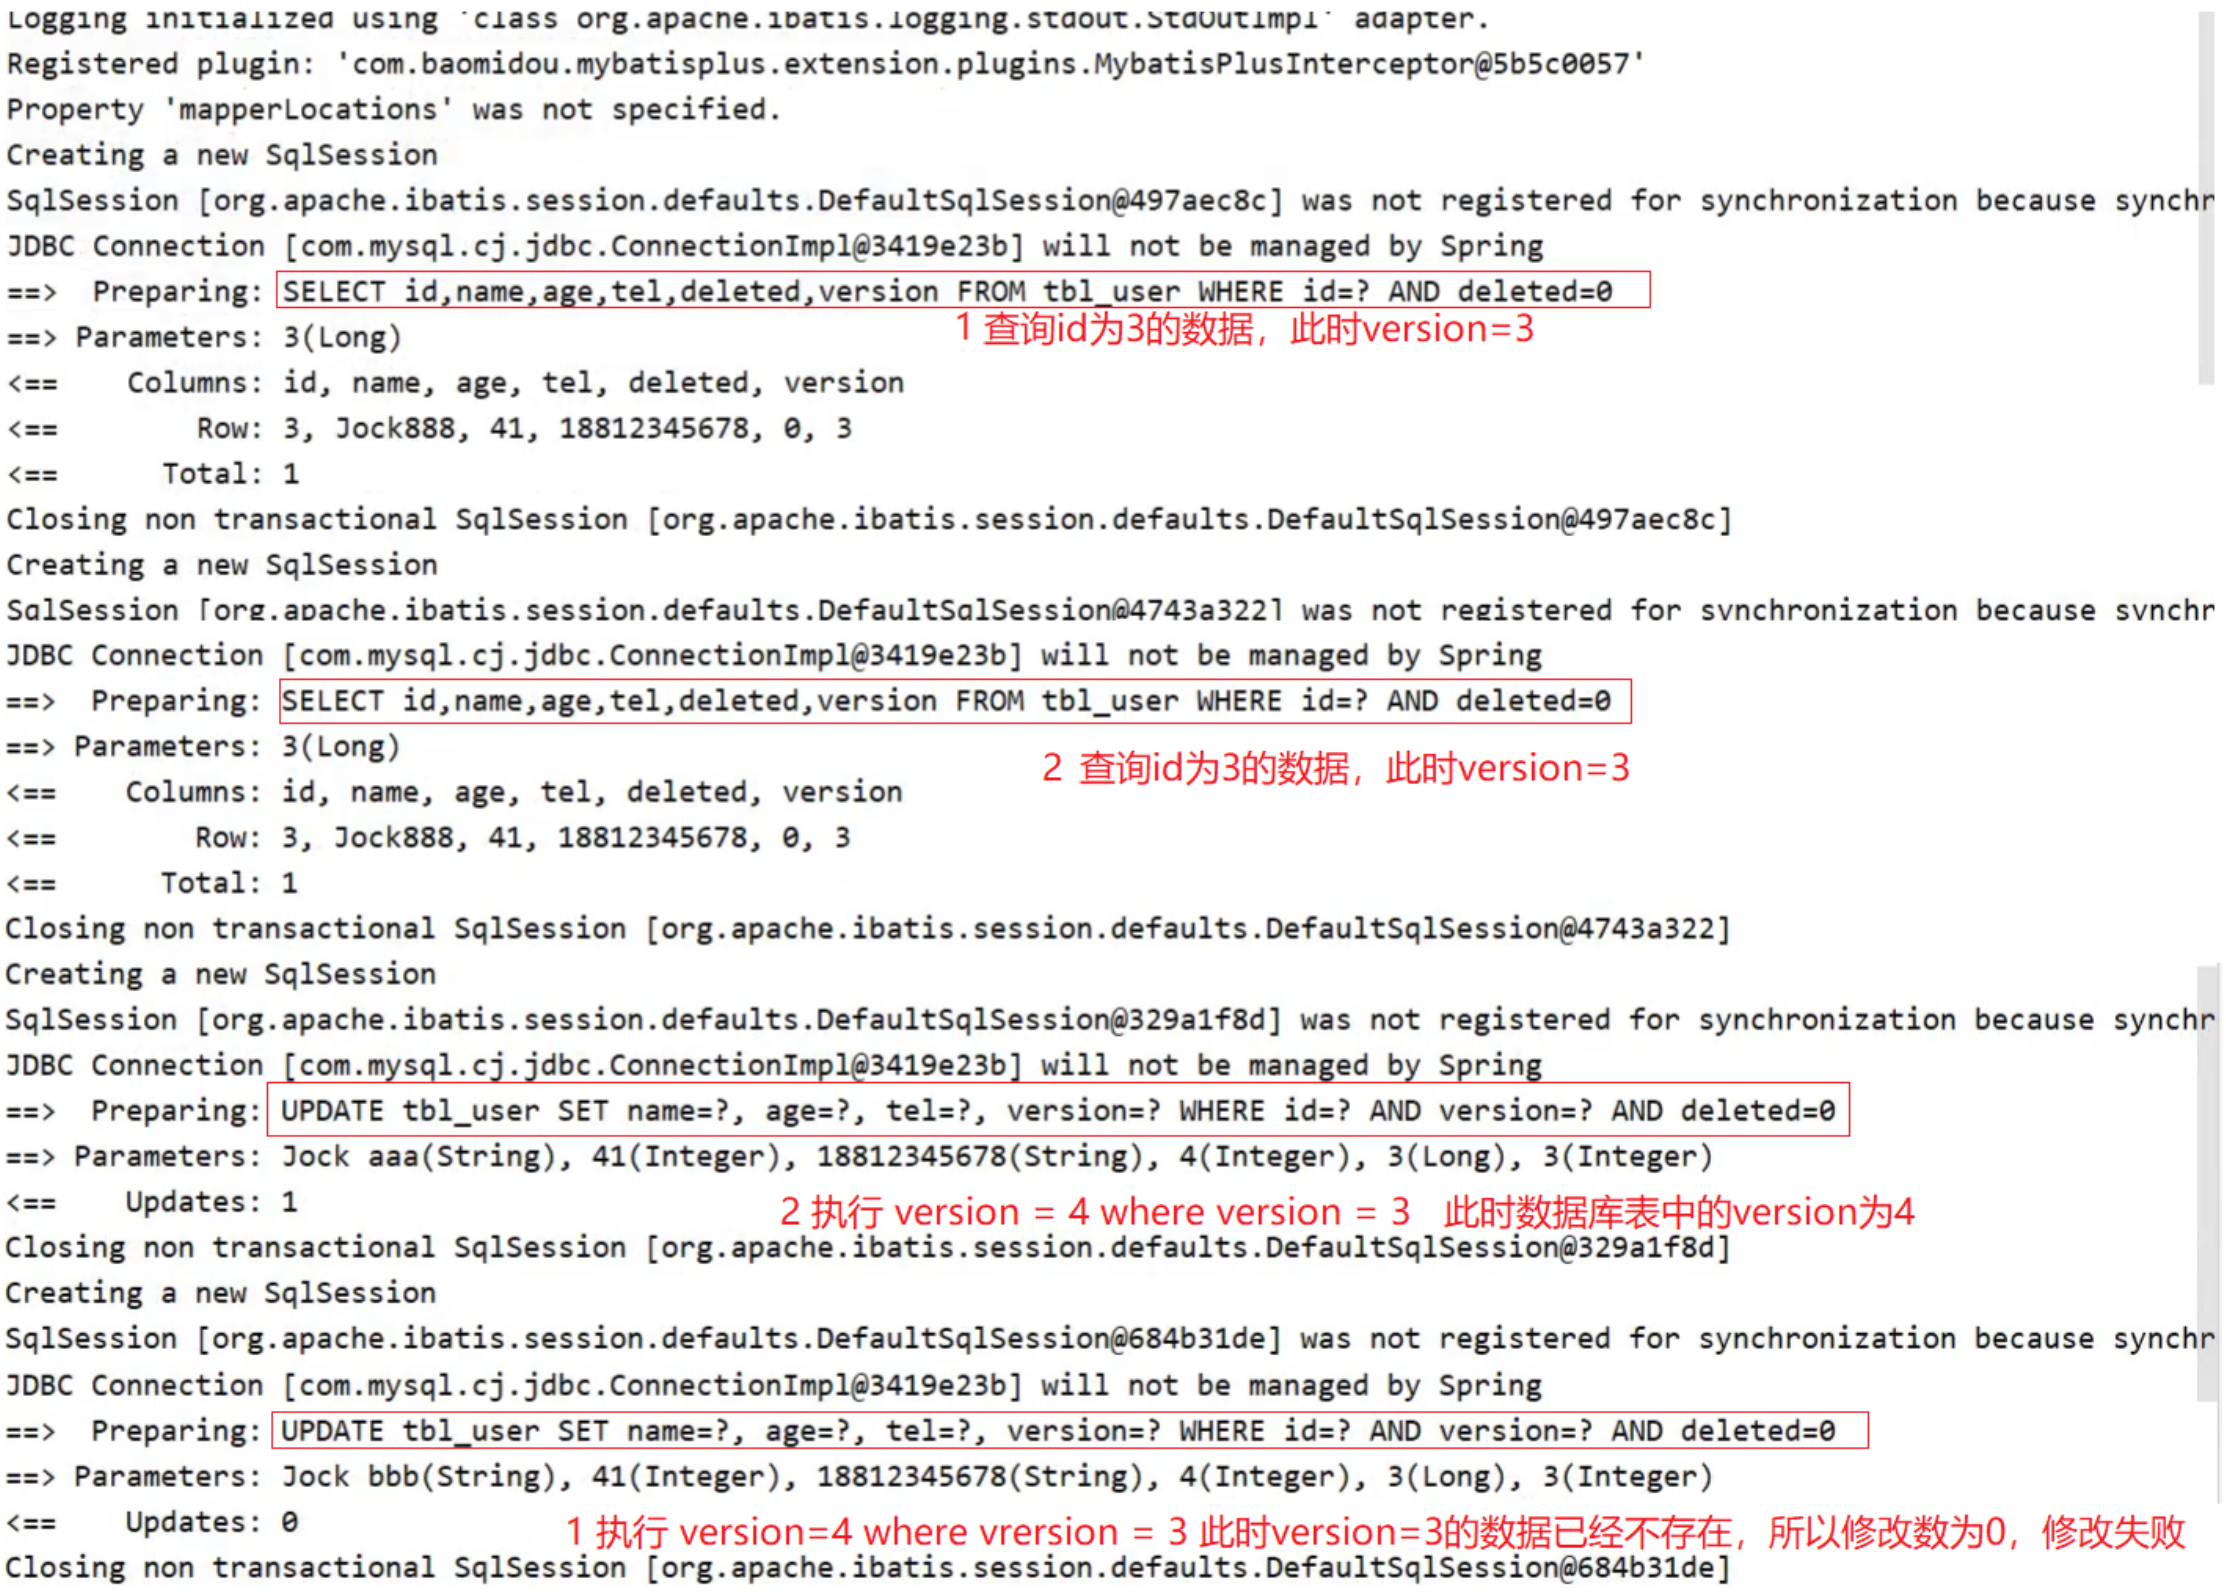 Logging initialized using 'class org.apache.ibatis.logging.stdout.StdOutImpl' adapter.
Registered plugin: 'com.baomidou.mybatisplus.extension.plugins.MybatisPlusInterceptor@5b5c0057'
Property 'mapperLocations' was not specified.
Creating a new SqlSession
SqlSession [org.apache.ibatis.session.defaults.DefaultSqlSession@497aec8c] was not registered for synchronization because synchr
JDBC Connection [com.mysql.cj.jdbc.ConnectionImpl@3419e23b] will not be managed by Spring
==>  Preparing: SELECT id,name,age,tel,deleted,version FROM tbl_user WHERE id=? AND deleted=0
1 查询id为3的数据，此时version=3
==> Parameters: 3(Long)
<==    Columns: id, name, age, tel, deleted, version
<==        Row: 3, Jock888, 41, 18812345678, 0, 3
<==      Total: 1
Closing non transactional SqlSession [org.apache.ibatis.session.defaults.DefaultSqlSession@497aec8c]
Creating a new SqlSession
SqlSession [org.apache.ibatis.session.defaults.DefaultSqlSession@4743a322] was not registered for synchronization because synchr
JDBC Connection [com.mysql.cj.jdbc.ConnectionImpl@3419e23b] will not be managed by Spring
==>  Preparing: SELECT id,name,age,tel,deleted,version FROM tbl_user WHERE id=? AND deleted=0
==> Parameters: 3(Long)
2 查询id为3的数据，此时version=3
<==    Columns: id, name, age, tel, deleted, version
<==        Row: 3, Jock888, 41, 18812345678, 0, 3
<==      Total: 1
Closing non transactional SqlSession [org.apache.ibatis.session.defaults.DefaultSqlSession@4743a322]
Creating a new SqlSession
SqlSession [org.apache.ibatis.session.defaults.DefaultSqlSession@329a1f8d] was not registered for synchronization because synchr
JDBC Connection [com.mysql.cj.jdbc.ConnectionImpl@3419e23b] will not be managed by Spring
==>  Preparing: UPDATE tbl_user SET name=?, age=?, tel=?, version=? WHERE id=? AND version=? AND deleted=0
==> Parameters: Jock aaa(String), 41(Integer), 18812345678(String), 4(Integer), 3(Long), 3(Integer)
<==    Updates: 1
2 执行 version = 4 where version = 3 此时数据库表中的version为4
Closing non transactional SqlSession [org.apache.ibatis.session.defaults.DefaultSqlSession@329a1f8d]
Creating a new SqlSession
SqlSession [org.apache.ibatis.session.defaults.DefaultSqlSession@684b31de] was not registered for synchronization because synchr
JDBC Connection [com.mysql.cj.jdbc.ConnectionImpl@3419e23b] will not be managed by Spring
==>  Preparing: UPDATE tbl_user SET name=?, age=?, tel=?, version=? WHERE id=? AND version=? AND deleted=0
==> Parameters: Jock bbb(String), 41(Integer), 18812345678(String), 4(Integer), 3(Long), 3(Integer)
<==    Updates: 0
1 执行 version=4 where vrersion = 3 此时version=3的数据已经不存在，所以修改数为0，修改失败
Closing non transactional SqlSession [org.apache.ibatis.session.defaults.DefaultSqlSession@684b31de]